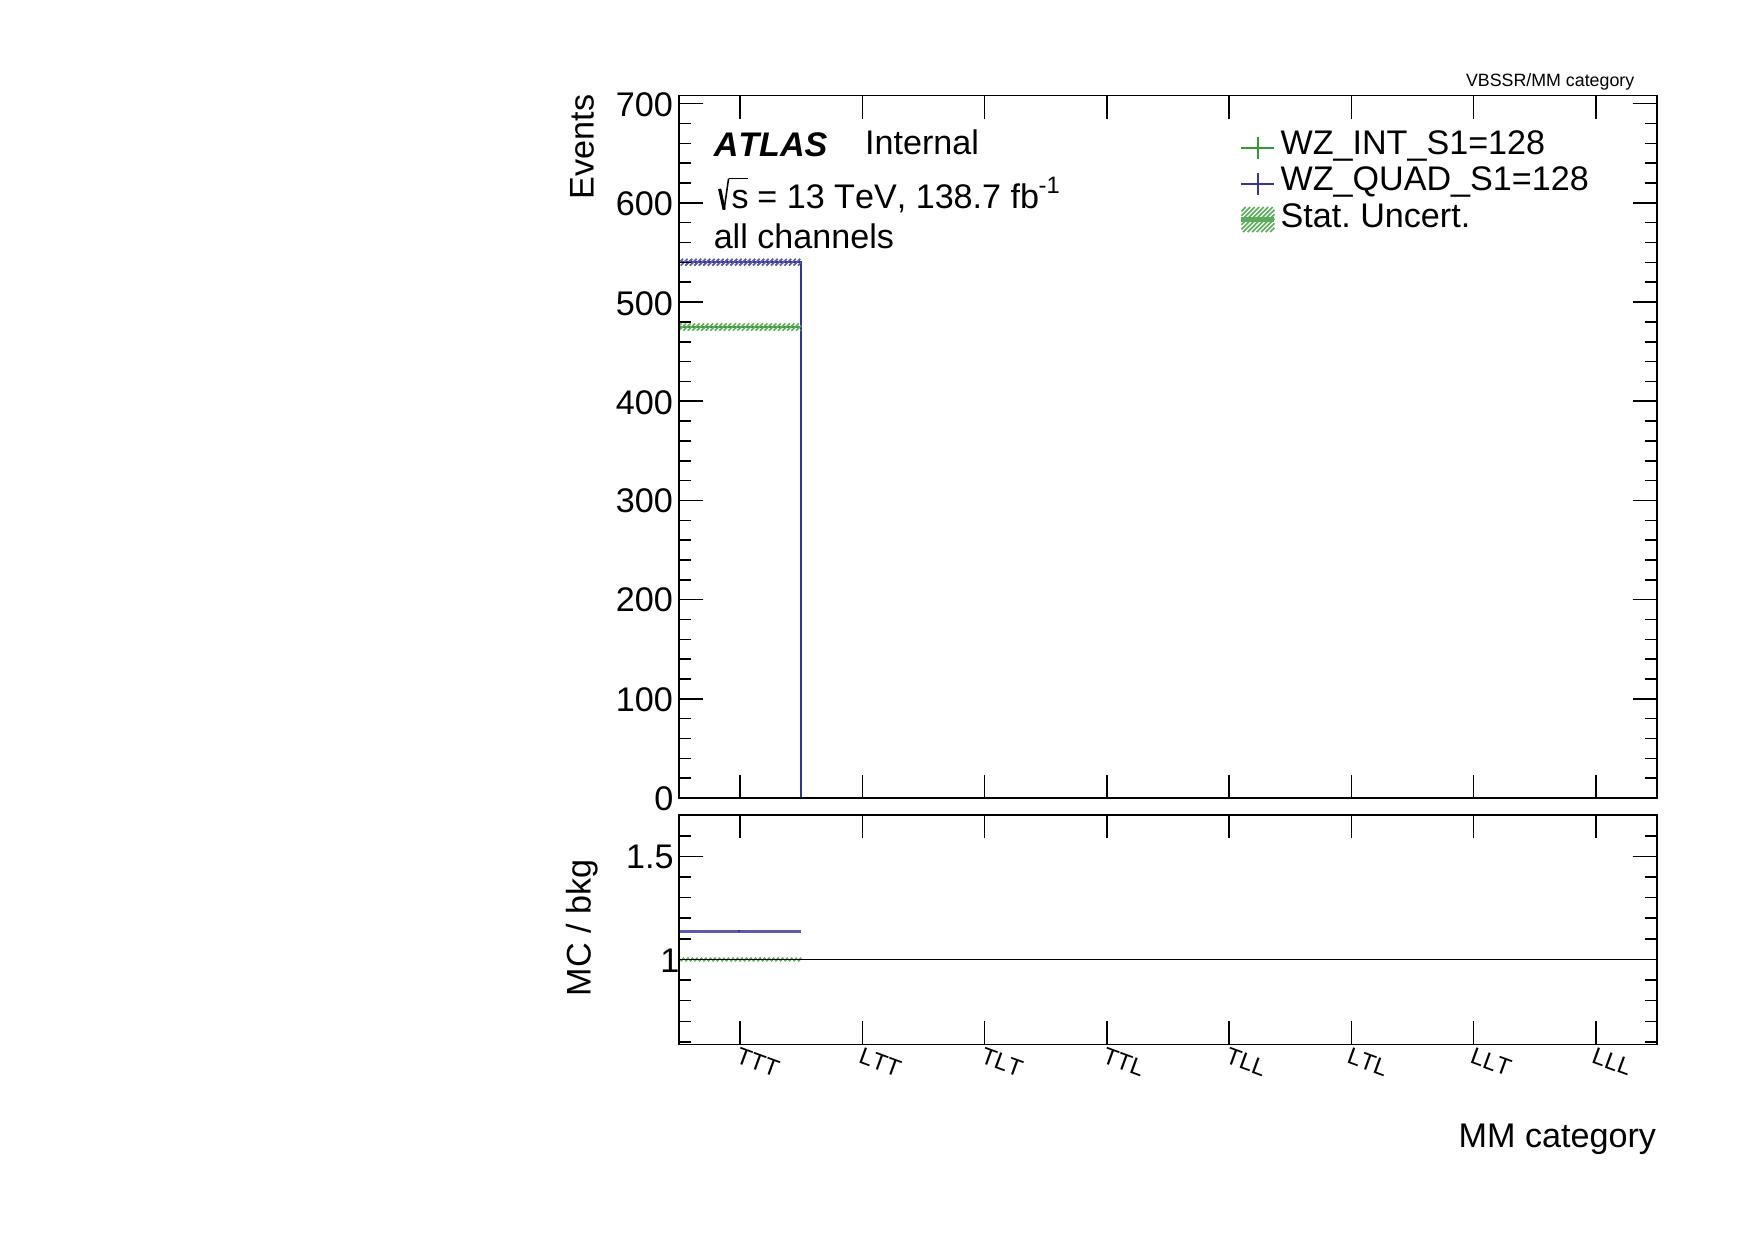 VBSSR/MM category
Events
700
600
500
400
300
200
100
0
ATLAS Internal
√s = 13 TeV, 138.7 fb-1
all channels
WZ_INT_S1=128
WZ_QUAD_S1=128
Stat. Uncert.
MC / bkg
1.5
1
TTT LTT TLT TTL TLL LTL LLT LLL
MM category